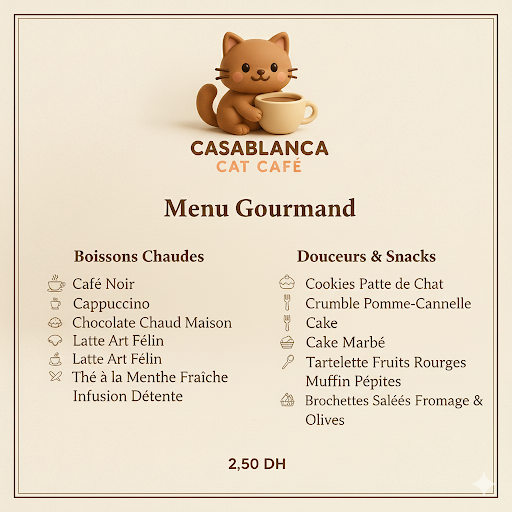 CASABLANCA
CAT CAFÉ
Menu Gourmand
Boissons Chaudes
Café Noir
Cappuccino
Chocolate Chaud Maison
Latte Art Félin
Latte Art Félin
Thé à la Menthe Fraîche
Infusion Détente
Douceurs & Snacks
Cookies Patte de Chat
Crumble Pomme-Cannelle
Cake
Cake Marbé
Tartelette Fruits Rourges
Muffin Pépites
Brochettes Saléés Fromage &
Olives
2,50 DH